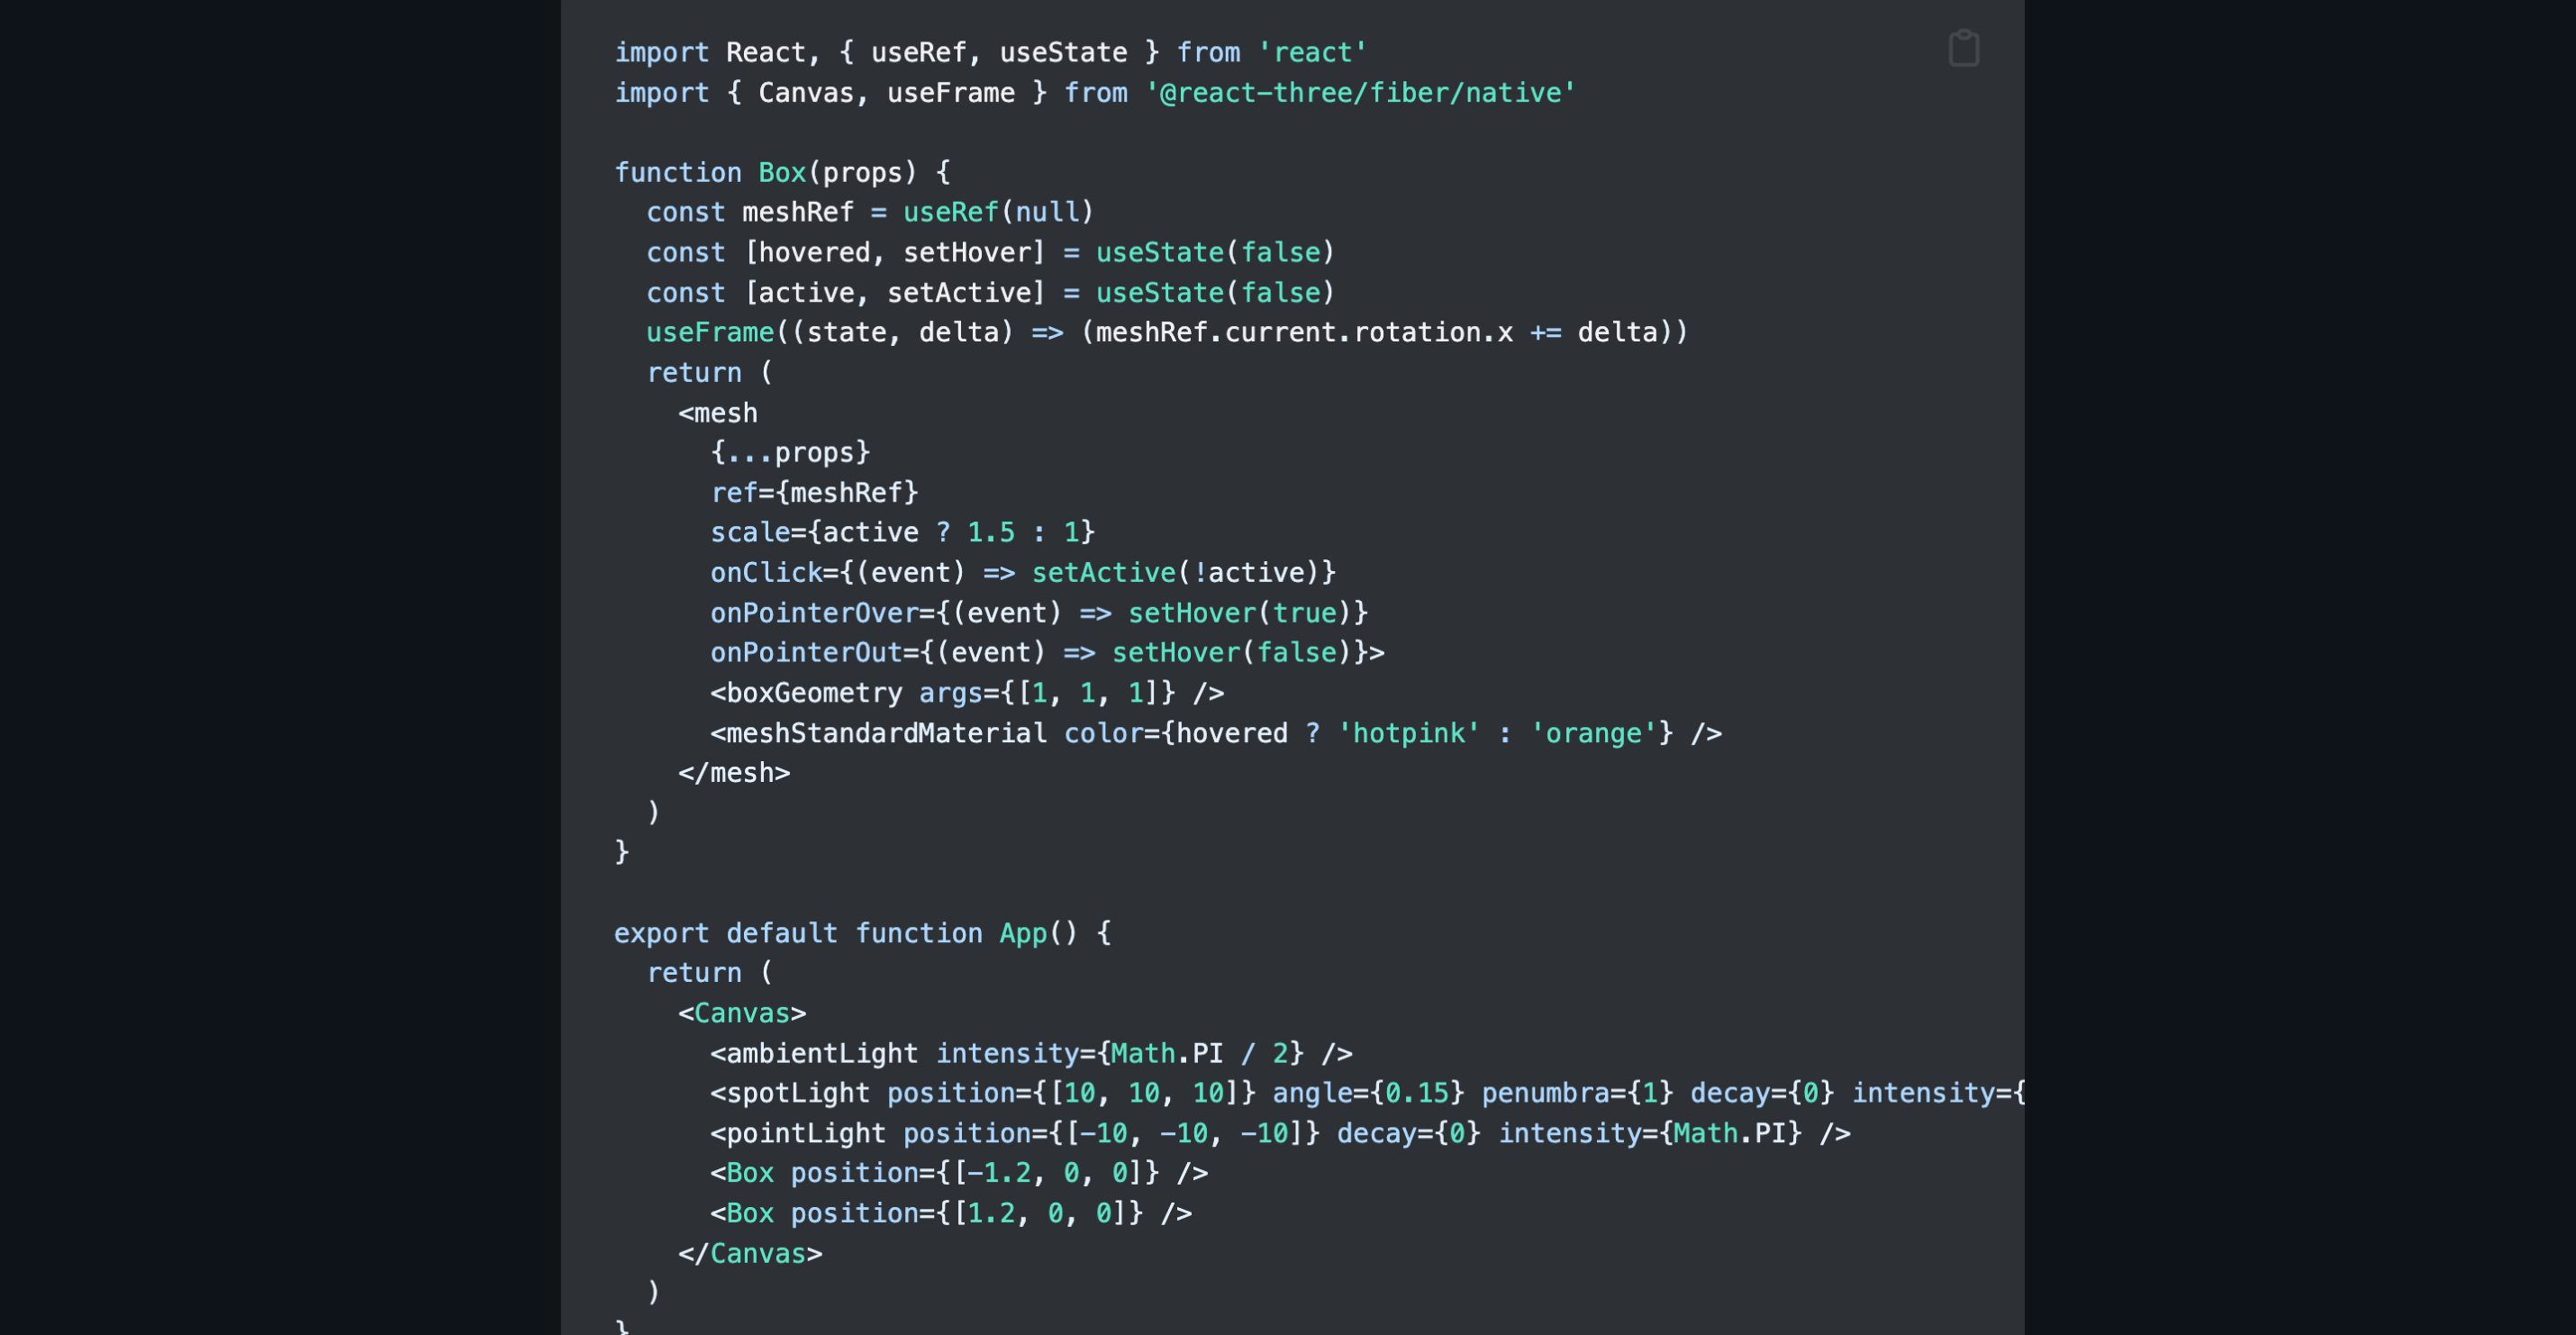 import React, { useRef, useState } from 'react'
import { Canvas, useFrame } from '@react-three/fiber/native'

function Box(props) {
  const meshRef = useRef(null)
  const [hovered, setHover] = useState(false)
  const [active, setActive] = useState(false)
  useFrame((state, delta) => (meshRef.current.rotation.x += delta))
  return (
    <mesh
      {...props}
      ref={meshRef}
      scale={active ? 1.5 : 1}
      onClick={(event) => setActive(!active)}
      onPointerOver={(event) => setHover(true)}
      onPointerOut={(event) => setHover(false)}>
      <boxGeometry args={[1, 1, 1]} />
      <meshStandardMaterial color={hovered ? 'hotpink' : 'orange'} />
    </mesh>
  )
}

export default function App() {
  return (
    <Canvas>
      <ambientLight intensity={Math.PI / 2} />
      <spotLight position={[10, 10, 10]} angle={0.15} penumbra={1} decay={0} intensity={
      <pointLight position={[-10, -10, -10]} decay={0} intensity={Math.PI} />
      <Box position={[-1.2, 0, 0]} />
      <Box position={[1.2, 0, 0]} />
    </Canvas>
  )
}